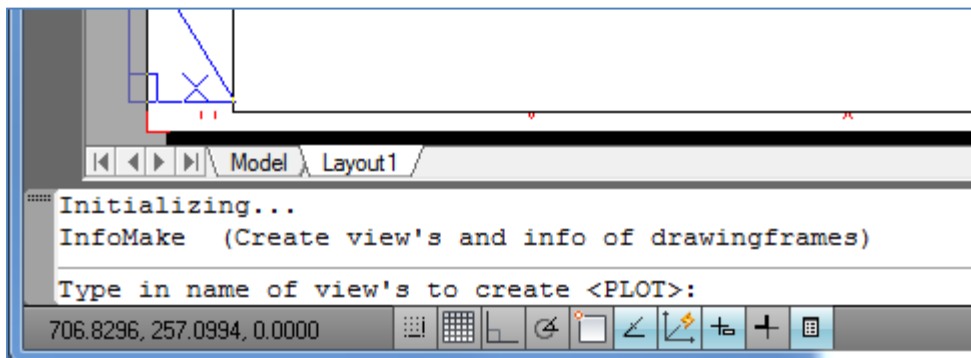 Model Layout1
Initializing...
InfoMake (Create view's and info of drawingframes)
Type in name of view's to create <PLOT>:
706.8296, 257.0994, 0.0000